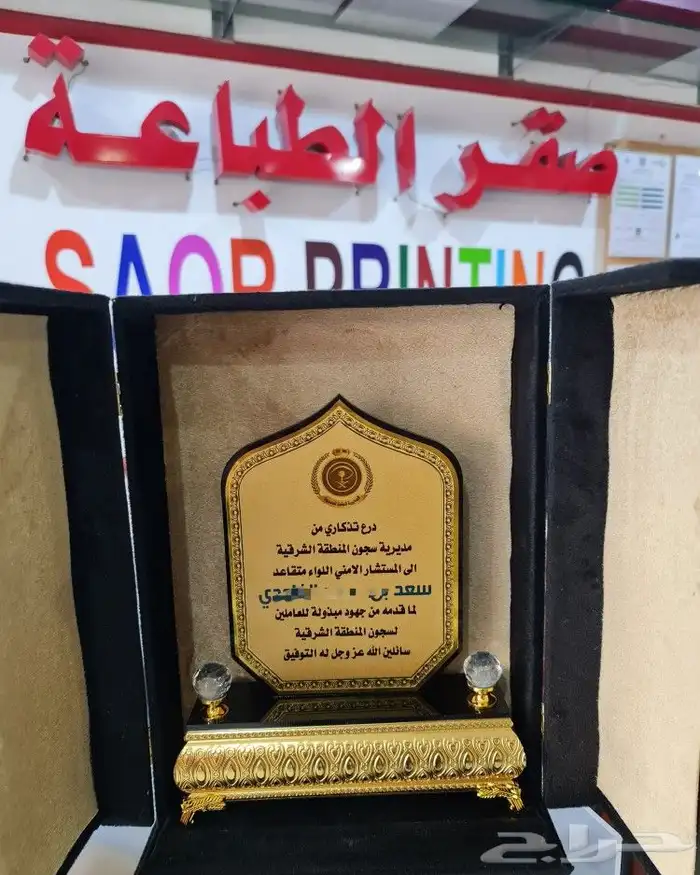 صقر الطباعة
SAQR PRINTING
درع تذكاري من
مديرية سجون المنطقة الشرقية
الى المستشار الامني اللواء متقاعد
سعد بن
لما قدمه من جهود مبذولة للعاملين
لسجون المنطقة الشرقية
سائلين الله عز وجل له التوفيق
حراج